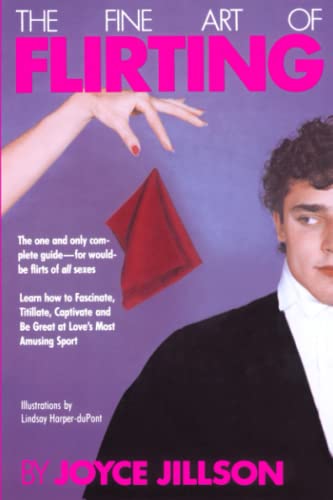 THE FINE ART OF
FLIRTING
The one and only com-
plete guide—for would-
be flirts of all sexes
Learn how to Fascinate,
Titillate, Captivate and
Be Great at Love's Most
Amusing Sport
Illustrations by
Lindsay Harper-duPont
BY JOYCE JILLSON